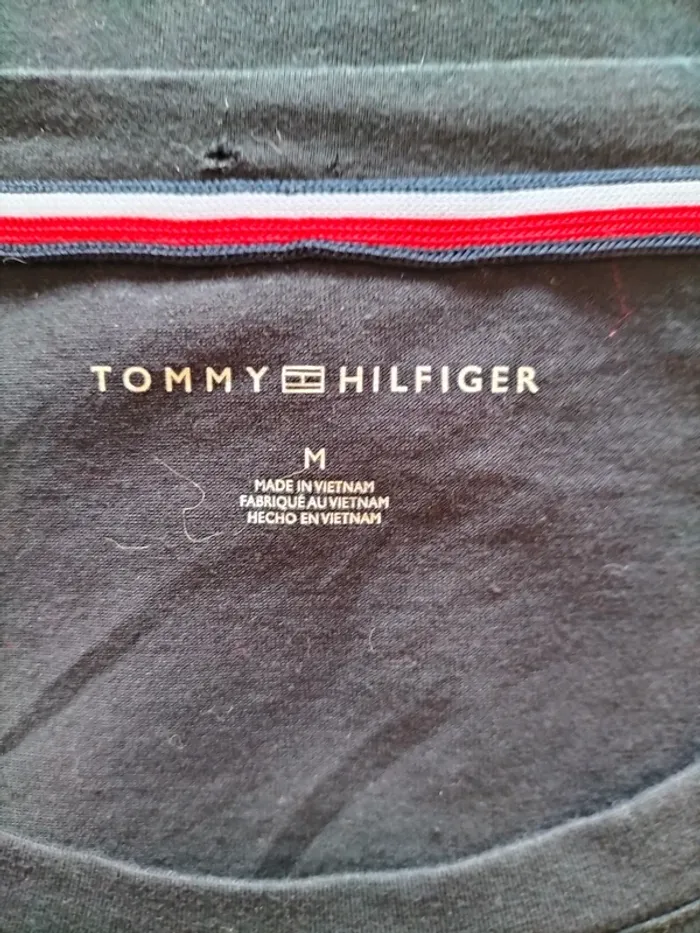 TOMMY HILFIGER
M
MADE IN VIETNAM
FABRIQUÉ AU VIETNAM
HECHO EN VIETNAM